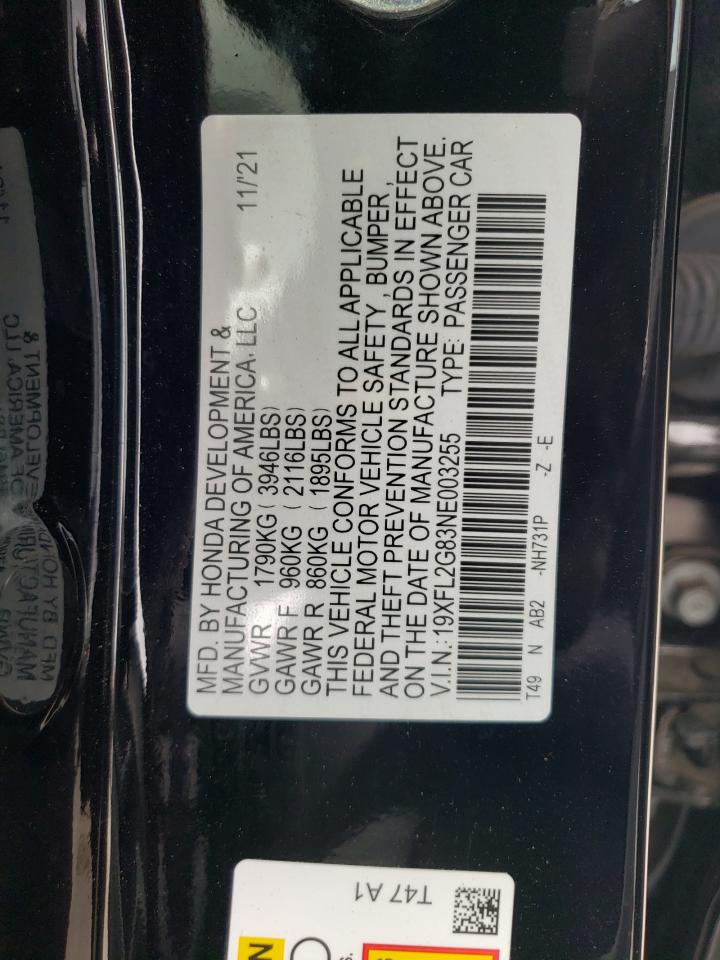 MFD. BY HONDA DEVELOPMENT &
MANUFACTURING OF AMERICA, LLC 11/'21
GVWR 1790KG ( 3946LBS)
GAWR F 960KG ( 2116LBS)
GAWR R 860KG ( 1895LBS)
THIS VEHICLE CONFORMS TO ALL APPLICABLE
FEDERAL MOTOR VEHICLE SAFETY, BUMPER,
AND THEFT PREVENTION STANDARDS IN EFFECT
ON THE DATE OF MANUFACTURE SHOWN ABOVE.
V.I.N.:19XFL2G83NE003255 TYPE: PASSENGER CAR
T49 N AB2 -NH731P -Z -E
T47 A1